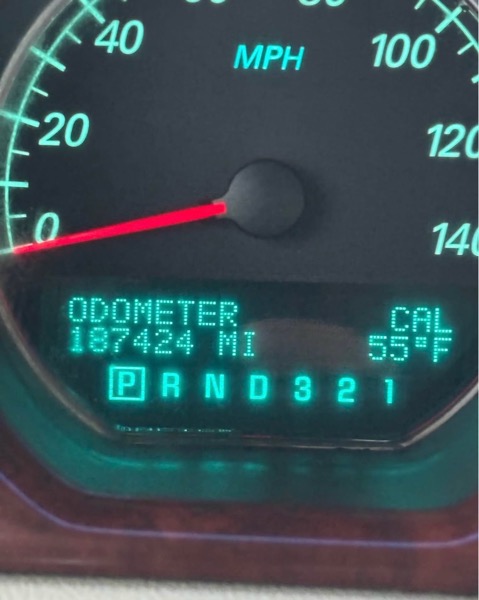 40
MPH
100
20
120
0
140
ODOMETER
CAL
187424 MI
55°F
P R N D 3 2 1